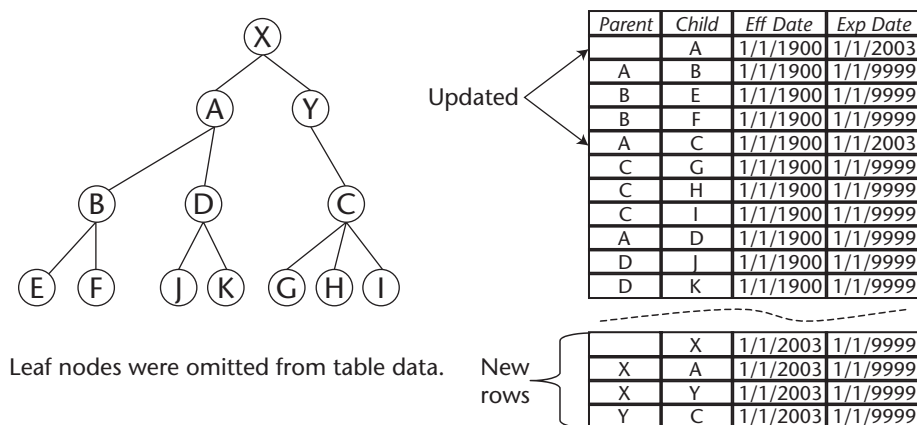 X
A Y
B D C
E F J K G H I
Leaf nodes were omitted from table data.
Updated
Parent Child Eff Date Exp Date
A 1/1/1900 1/1/2003
A B 1/1/1900 1/1/9999
B E 1/1/1900 1/1/9999
B F 1/1/1900 1/1/9999
A C 1/1/1900 1/1/2003
C G 1/1/1900 1/1/9999
C H 1/1/1900 1/1/9999
C I 1/1/1900 1/1/9999
A D 1/1/1900 1/1/9999
D J 1/1/1900 1/1/9999
D K 1/1/1900 1/1/9999
New
rows
X 1/1/2003 1/1/9999
X A 1/1/2003 1/1/9999
X Y 1/1/2003 1/1/9999
Y C 1/1/2003 1/1/9999